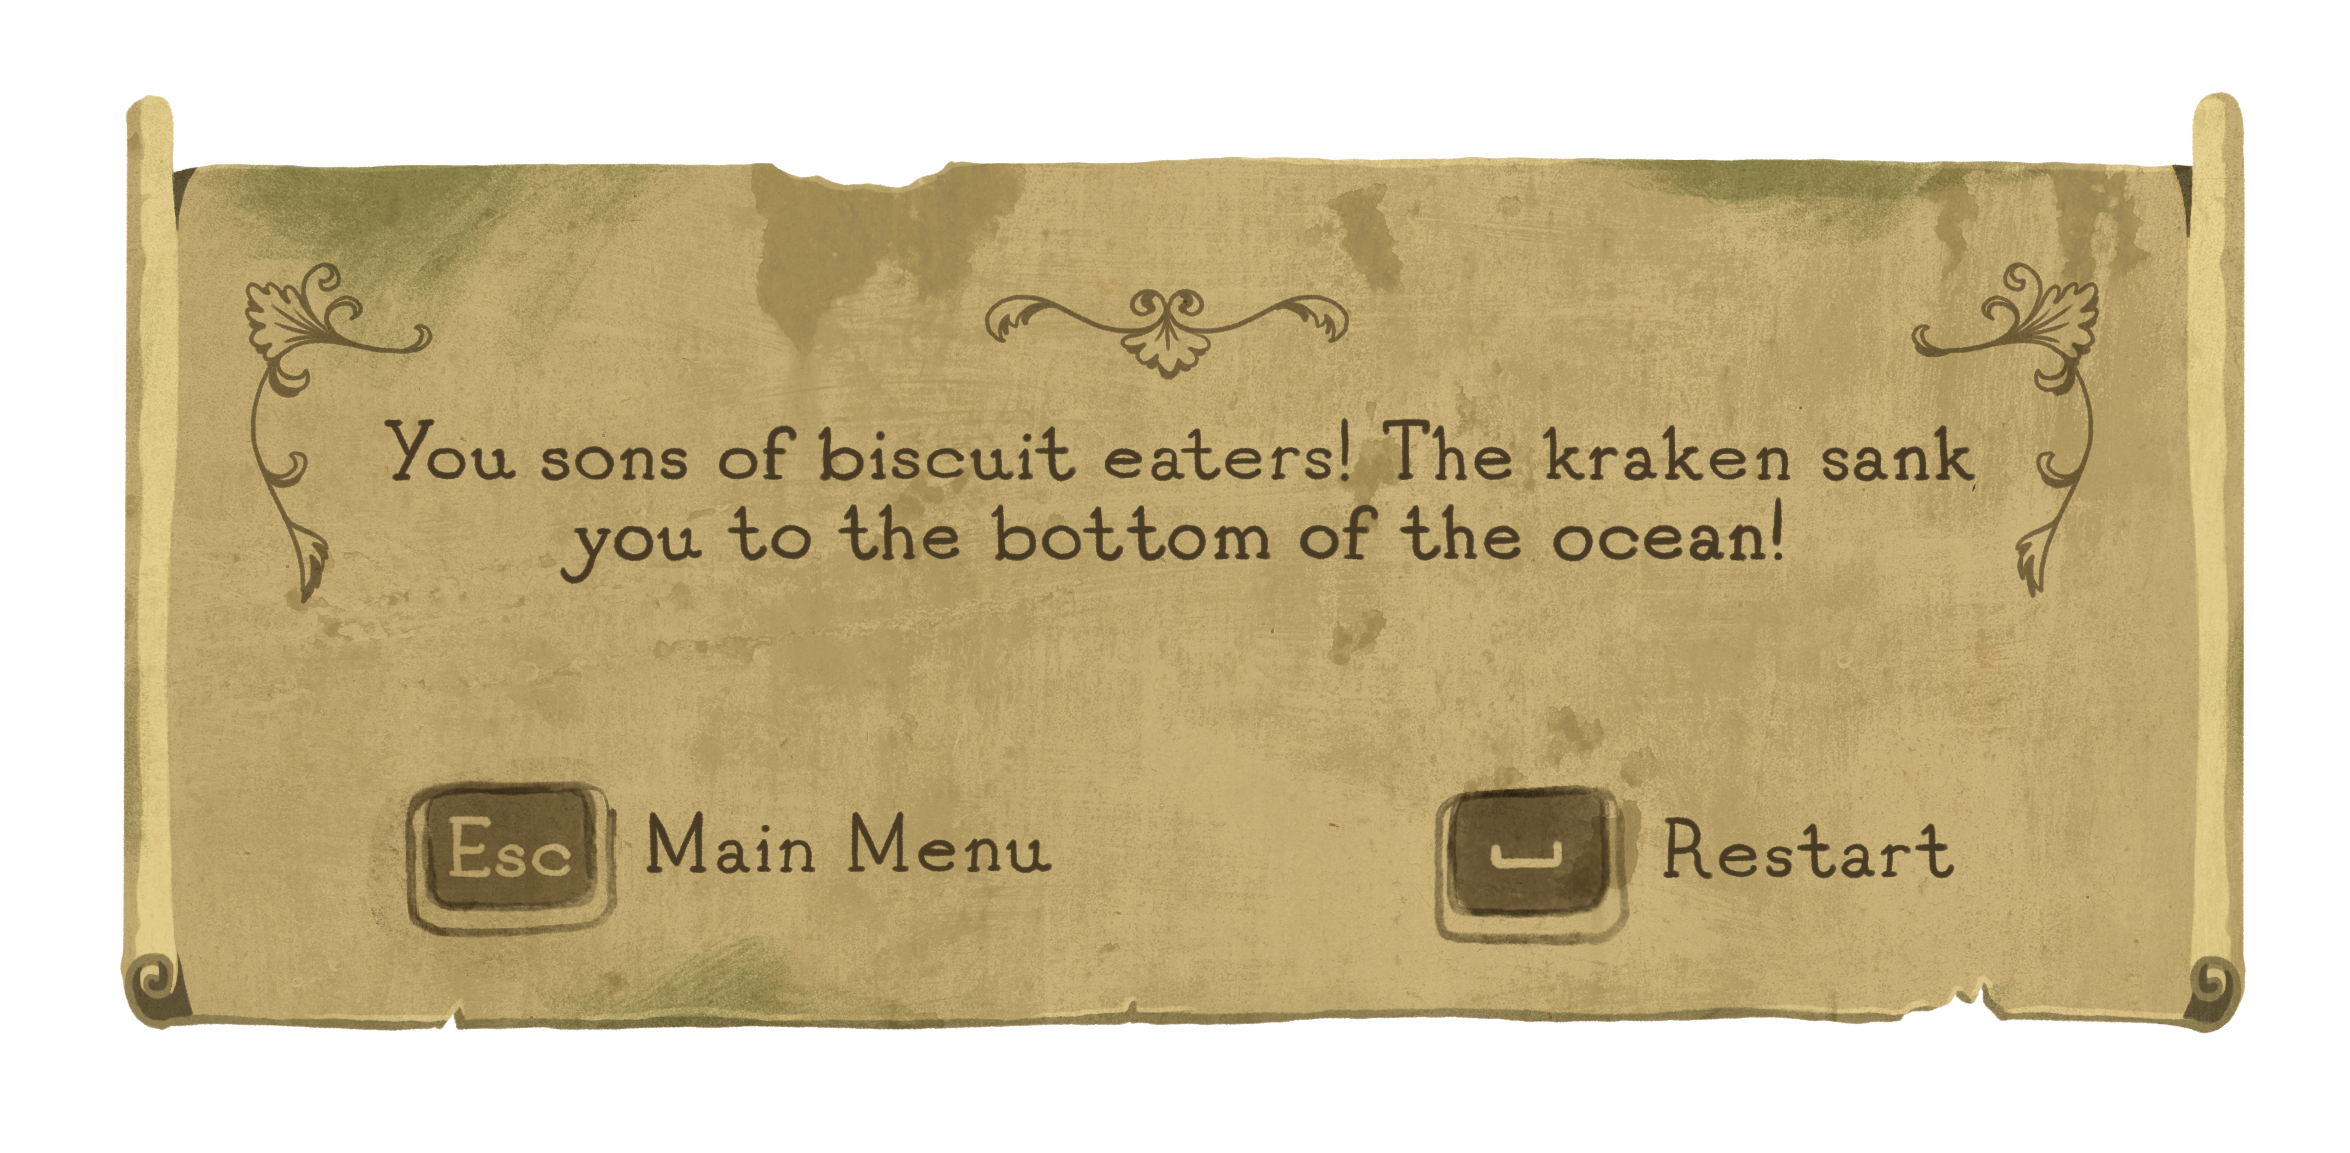 You sons of biscuit eaters! The kraken sank
you to the bottom of the ocean!
Esc Main Menu
Restart